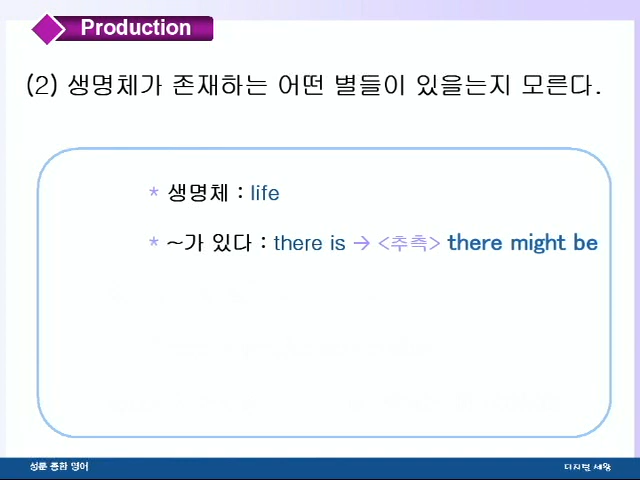 Production
(2) 생명체가 존재하는 어떤 별들이 있을는지 모른다.
* 생명체 : life
* ~가 있다 : there is → <추측> there might be
성문 종합 영어
디지털 세움